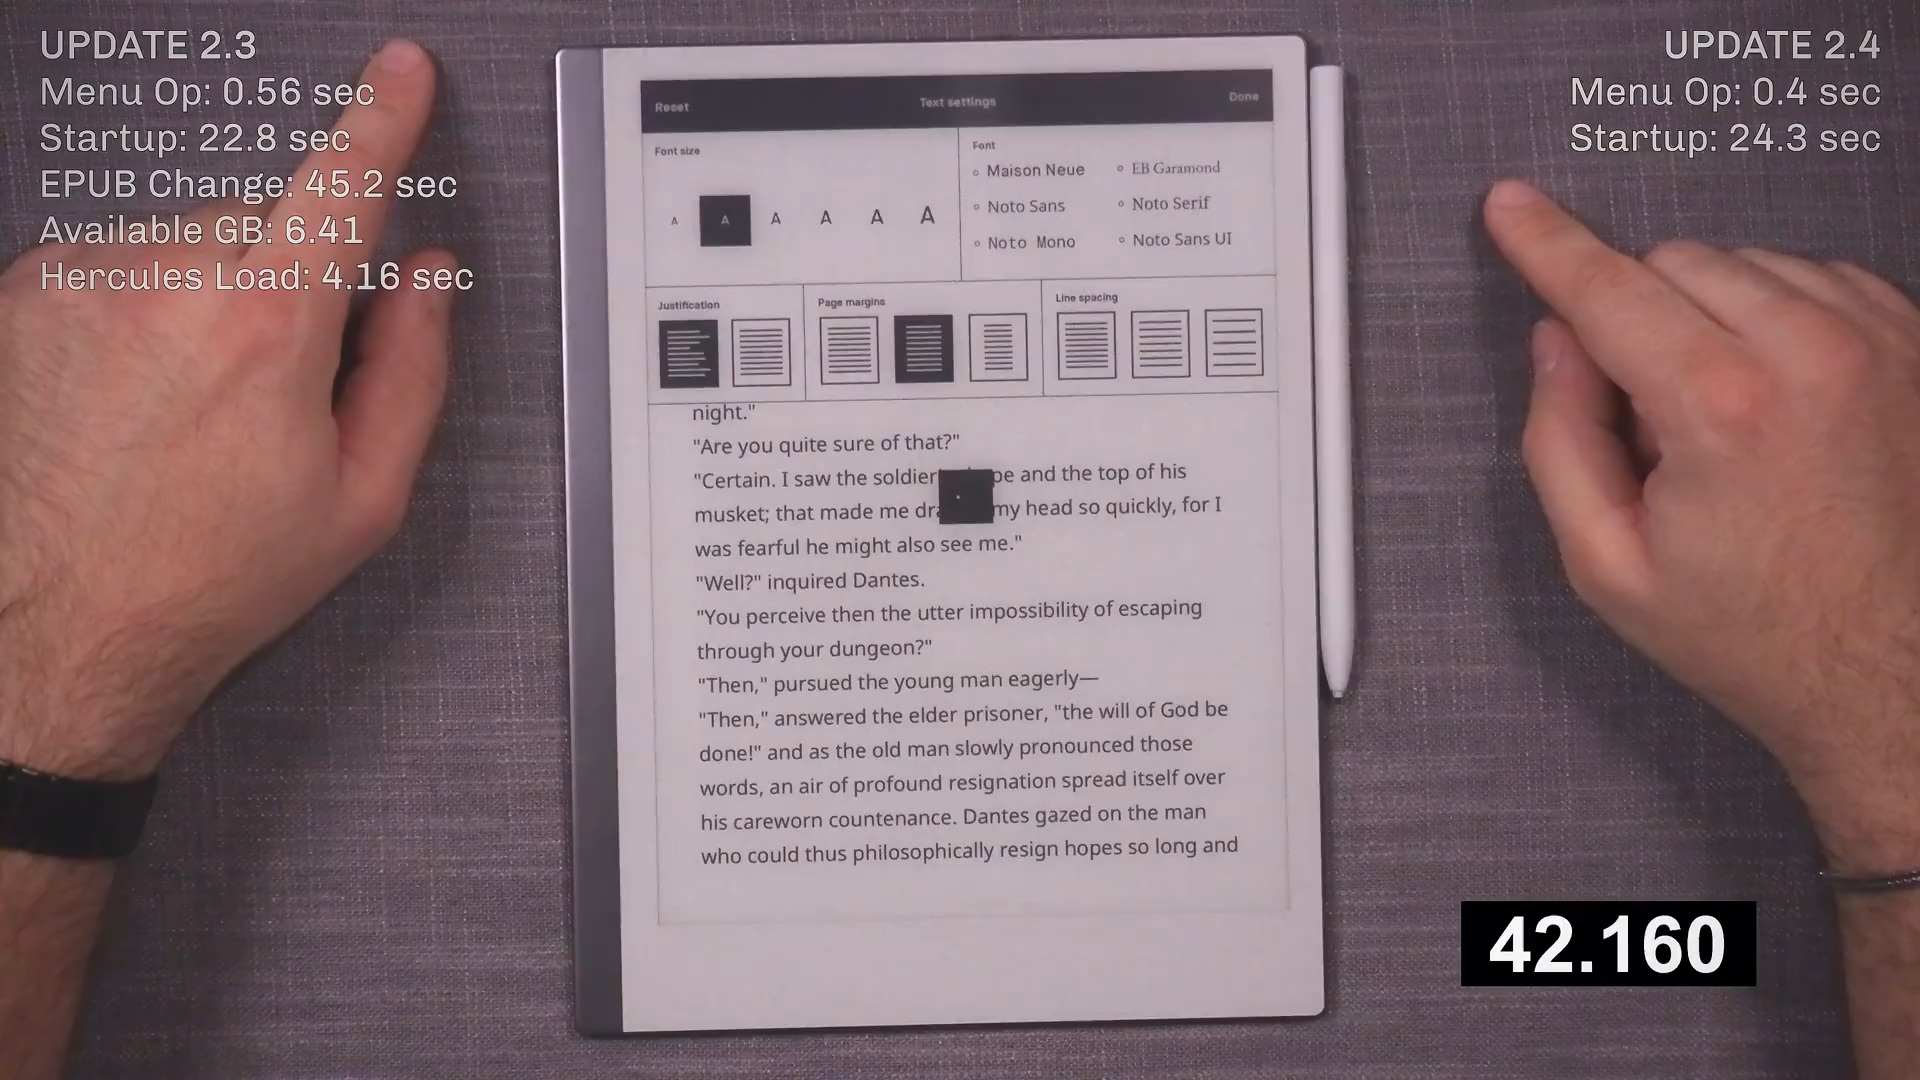 UPDATE 2.3
Menu Op: 0.56 sec
Startup: 22.8 sec
EPUB Change: 45.2 sec
Available GB: 6.41
Hercules Load: 4.16 sec
UPDATE 2.4
Menu Op: 0.4 sec
Startup: 24.3 sec
Reset
Text settings
Done
Font size
A A A A A A
Font
Maison Neue
EB Garamond
Noto Sans
Noto Serif
Noto Mono
Noto Sans UI
Justification
Page margins
Line spacing
night."
"Are you quite sure of that?"
"Certain. I saw the soldier and the top of his
musket; that made me my head so quickly, for I
was fearful he might also see me."
"Well?" inquired Dantes.
"You perceive then the utter impossibility of escaping
through your dungeon?"
"Then," pursued the young man eagerly—
"Then," answered the elder prisoner, "the will of God be
done!" and as the old man slowly pronounced those
words, an air of profound resignation spread itself over
his careworn countenance. Dantes gazed on the man
who could thus philosophically resign hopes so long and
42.160